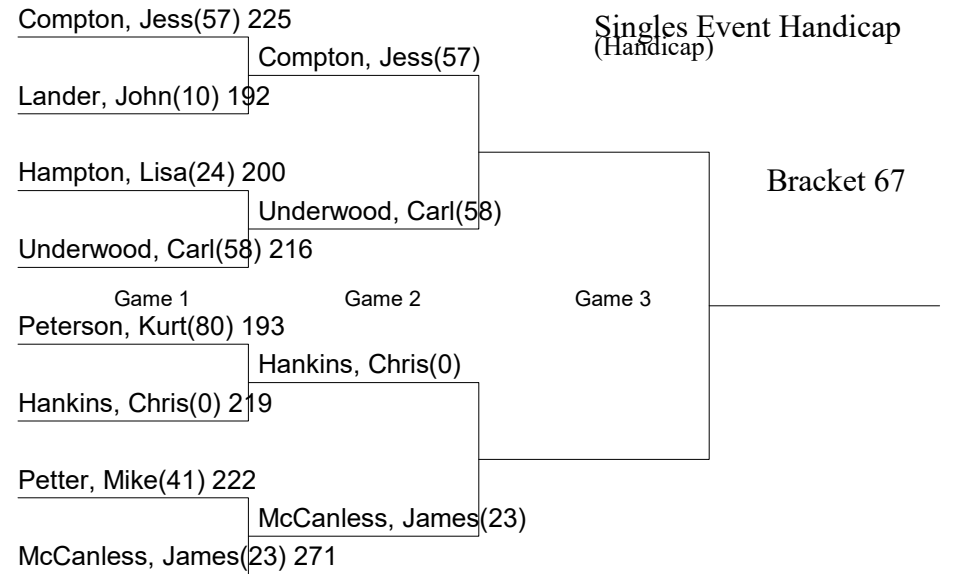 Compton, Jess(57) 225
Singles Event Handicap
(Handicap)
Compton, Jess(57)
Lander, John(10) 192
Hampton, Lisa(24) 200
Bracket 67
Underwood, Carl(58)
Underwood, Carl(58) 216
Game 1 Game 2 Game 3
Peterson, Kurt(80) 193
Hankins, Chris(0)
Hankins, Chris(0) 219
Petter, Mike(41) 222
McCanless, James(23)
McCanless, James(23) 271